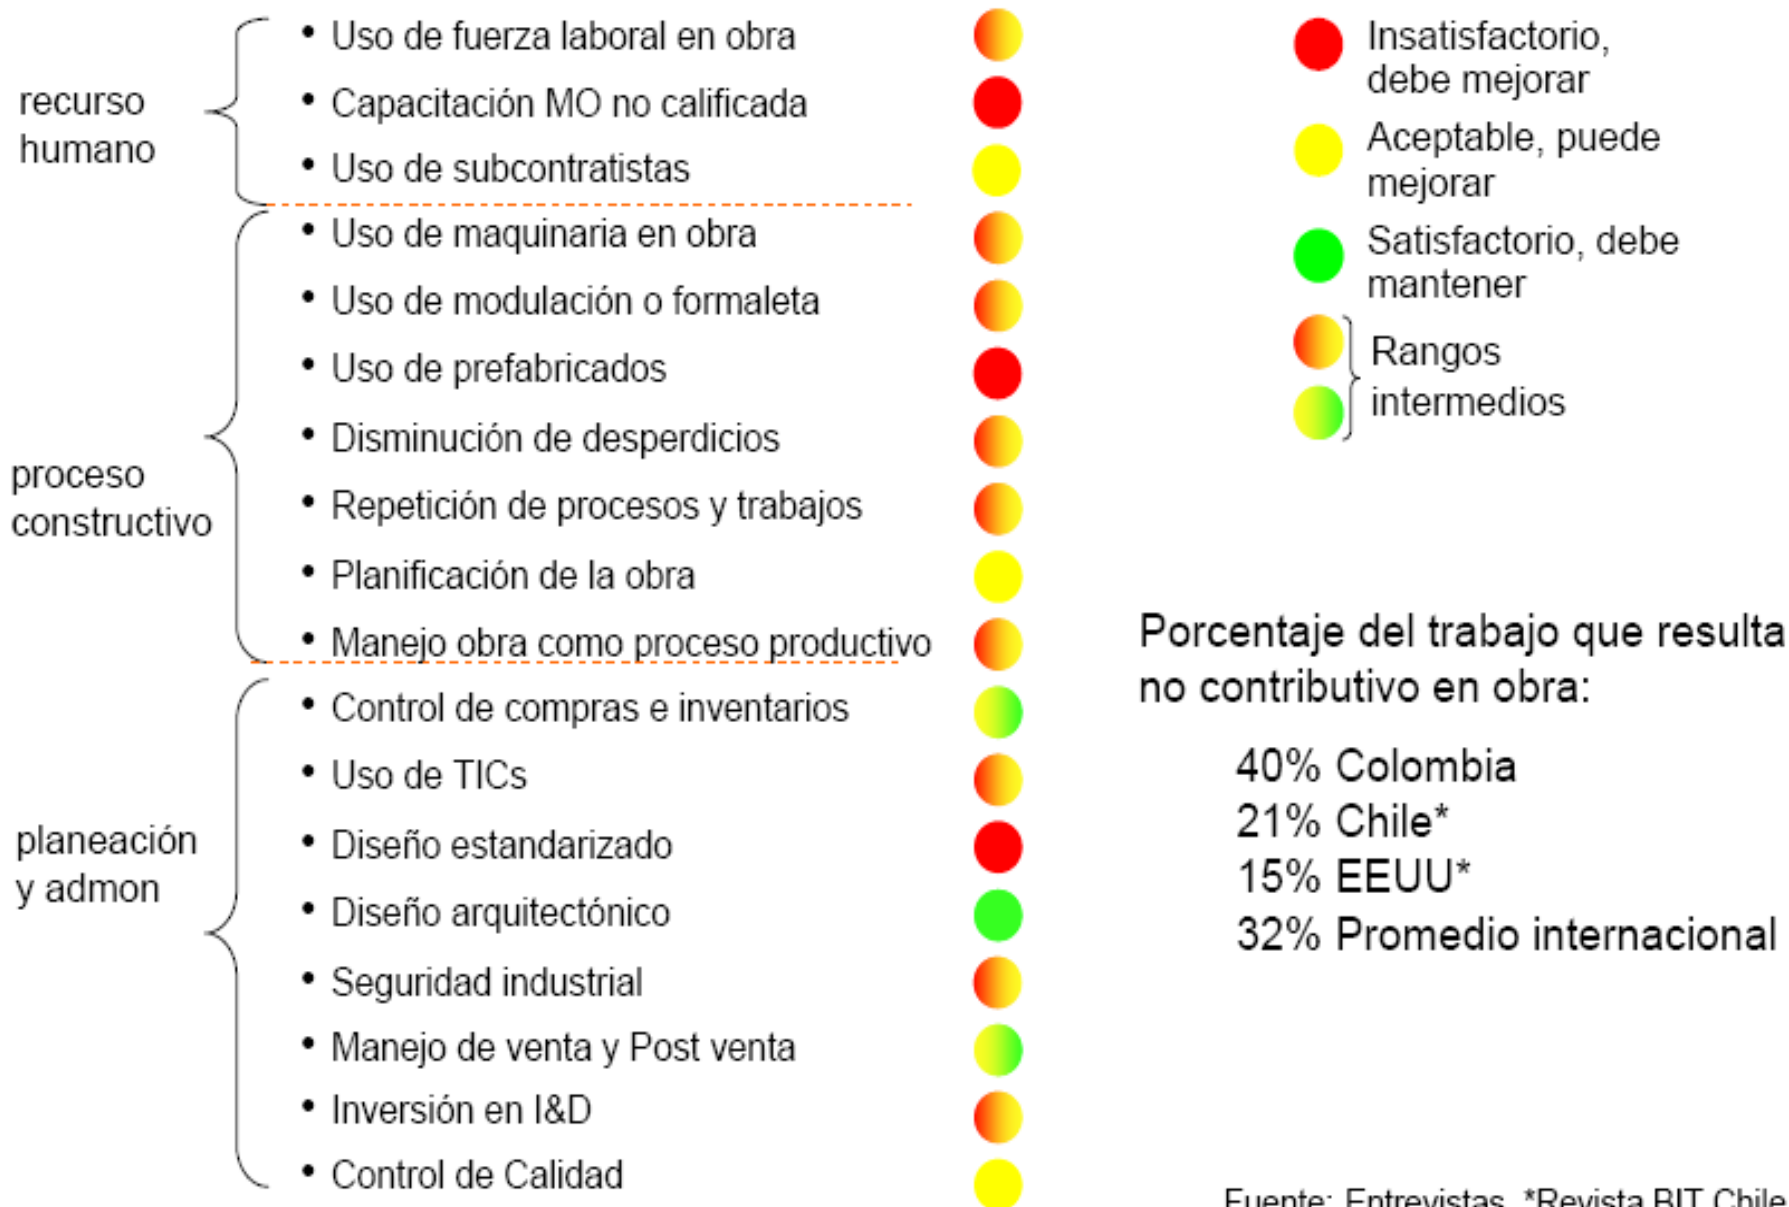 recurso
humano
• Uso de fuerza laboral en obra
• Capacitación MO no calificada
• Uso de subcontratistas
proceso
constructivo
• Uso de maquinaria en obra
• Uso de modulación o formaleta
• Uso de prefabricados
• Disminución de desperdicios
• Repetición de procesos y trabajos
• Planificación de la obra
• Manejo obra como proceso productivo
planeación
y admon
• Control de compras e inventarios
• Uso de TICs
• Diseño estandarizado
• Diseño arquitectónico
• Seguridad industrial
• Manejo de venta y Post venta
• Inversión en I&D
• Control de Calidad
Insatisfactorio,
debe mejorar
Aceptable, puede
mejorar
Satisfactorio, debe
mantener
Rangos
intermedios
Porcentaje del trabajo que resulta
no contributivo en obra:
40% Colombia
21% Chile*
15% EEUU*
32% Promedio internacional
Fuente: Entrevistas, *Revista BIT Chile